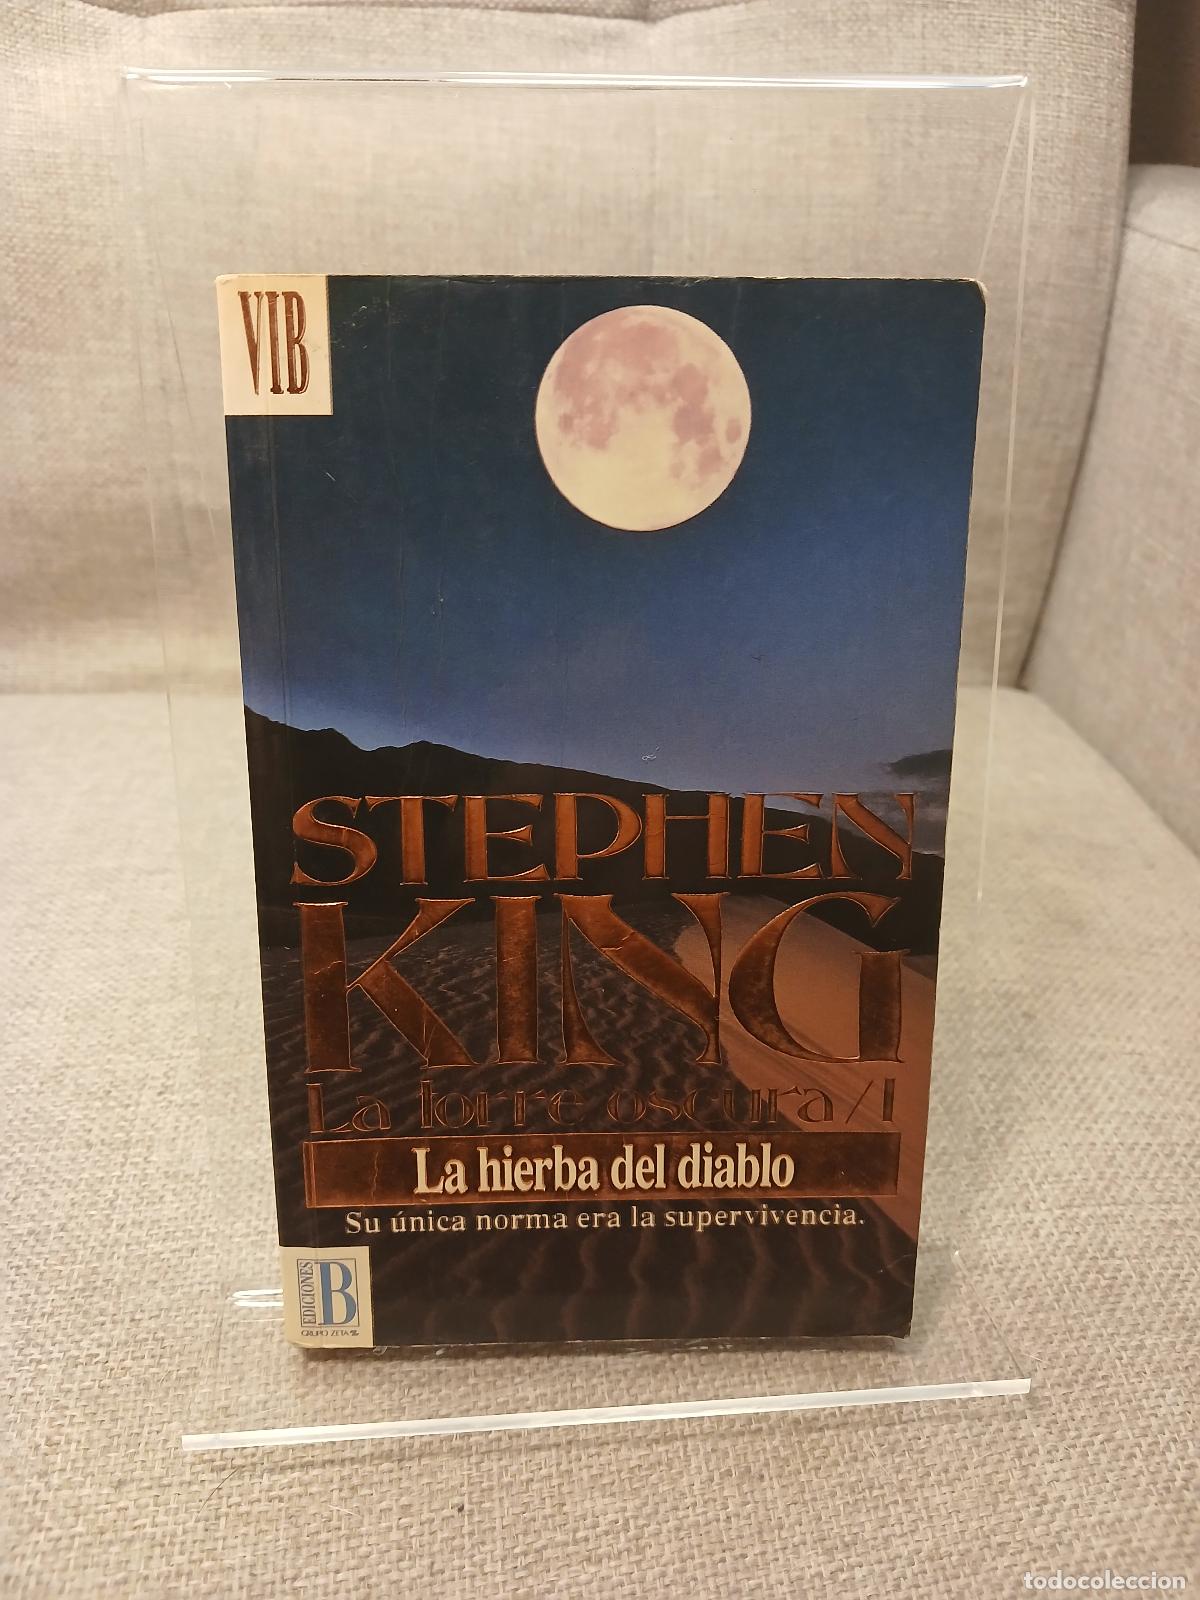 VIB
STEPHEN
KING
La torre oscura/I
La hierba del diablo
Su única norma era la supervivencia.
EDICIONES
B
GRUPO ZETA
todocoleccion